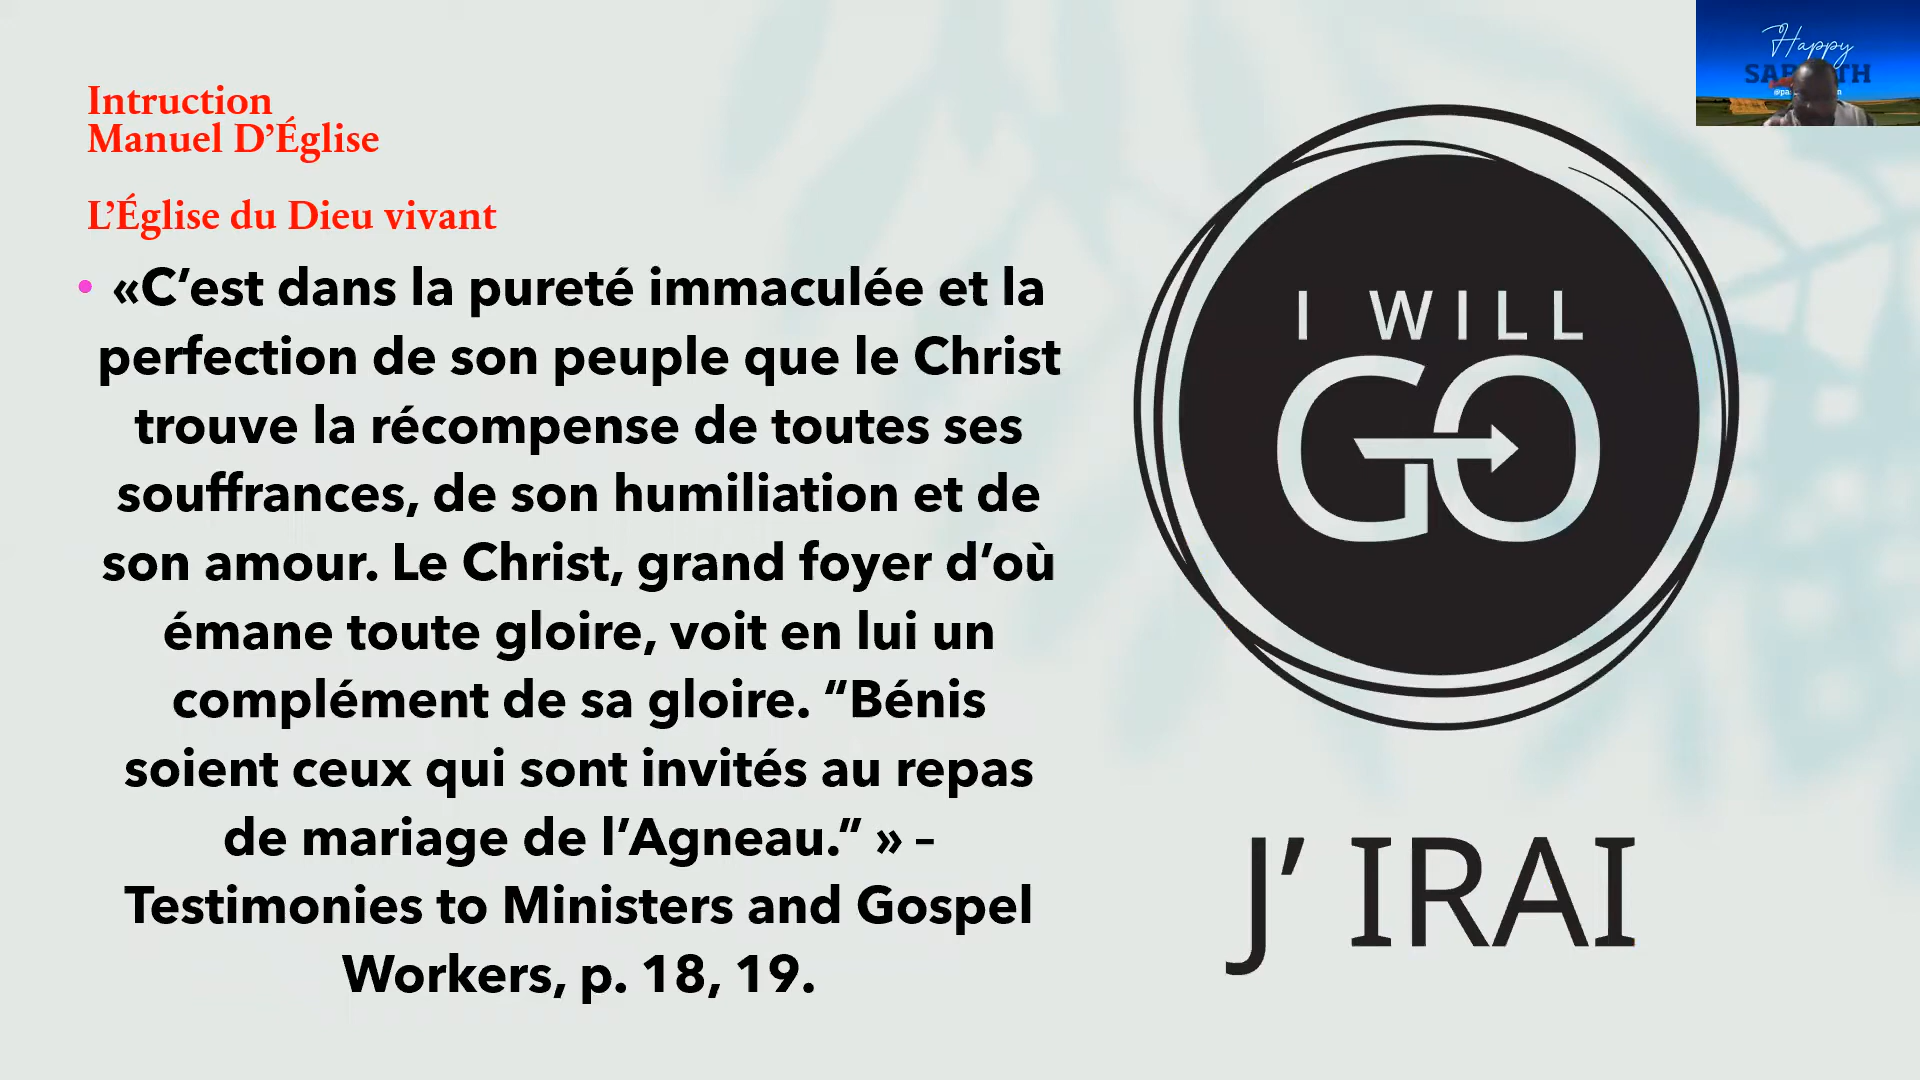 Intruction
Manuel D’Église
L’Église du Dieu vivant
• «C’est dans la pureté immaculée et la
perfection de son peuple que le Christ
trouve la récompense de toutes ses
souffrances, de son humiliation et de
son amour. Le Christ, grand foyer d’où
émane toute gloire, voit en lui un
complément de sa gloire. “Bénis
soient ceux qui sont invités au repas
de mariage de l’Agneau.” » –
Testimonies to Ministers and Gospel
Workers, p. 18, 19.
I WILL
GO
J’ IRAI
Happy